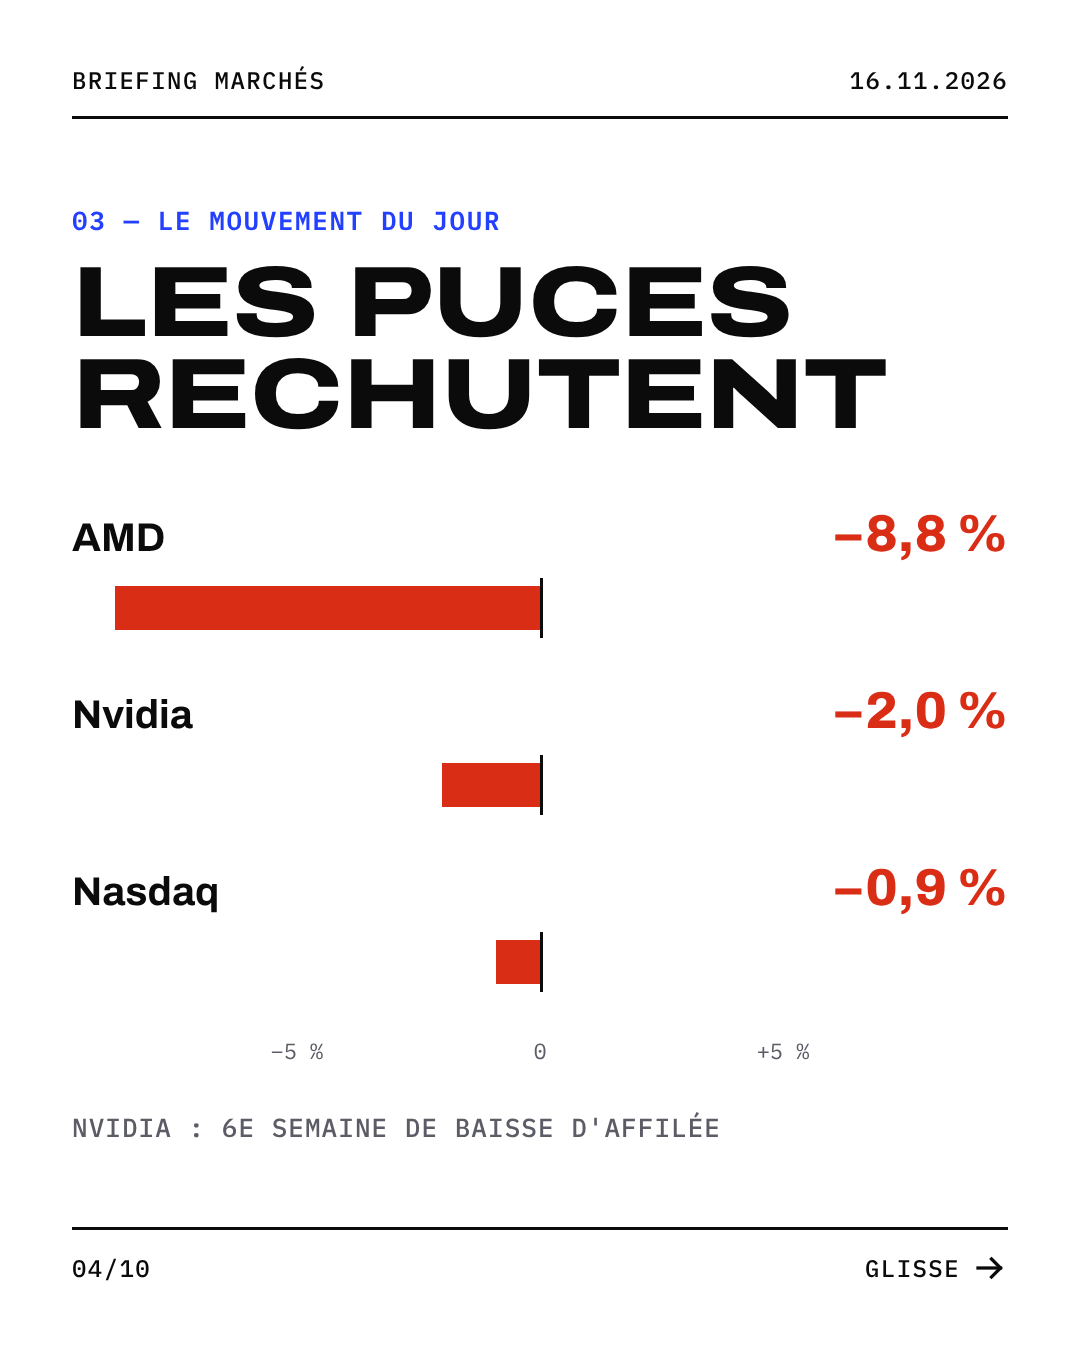 BRIEFING MARCHÉS
16.11.2026
03 — LE MOUVEMENT DU JOUR
LES PUCES
RECHUTENT
AMD
−8,8 %
Nvidia
−2,0 %
Nasdaq
−0,9 %
−5 %
0
+5 %
NVIDIA : 6E SEMAINE DE BAISSE D'AFFILÉE
04/10
GLISSE →